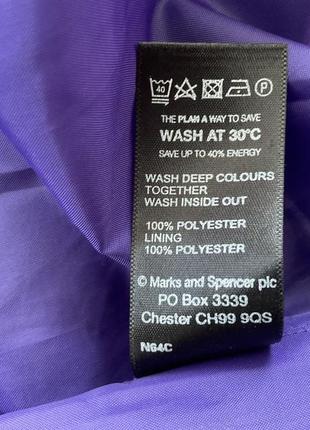 40 P
THE PLAN A WAY TO SAVE
WASH AT 30°C
SAVE UP TO 40% ENERGY
WASH DEEP COLOURS
TOGETHER
WASH INSIDE OUT
100% POLYESTER
LINING
100% POLYESTER
© Marks and Spencer plc
PO Box 3339
Chester CH99 9QS
N64C